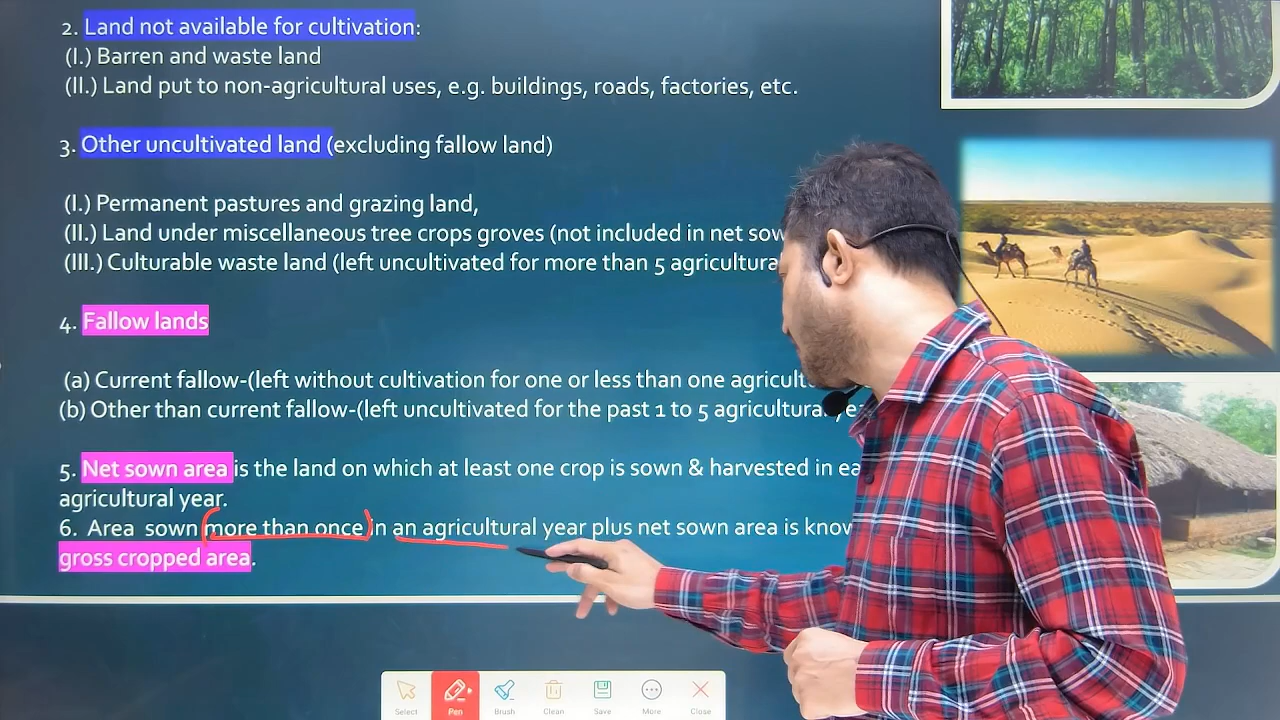 2. Land not available for cultivation:
(I.) Barren and waste land
(II.) Land put to non-agricultural uses, e.g. buildings, roads, factories, etc.
3. Other uncultivated land (excluding fallow land)
(I.) Permanent pastures and grazing land,
(II.) Land under miscellaneous tree crops groves (not included in net
(III.) Culturable waste land (left uncultivated for more than 5
4. Fallow lands
(a) Current fallow-(left without cultivation for one or less than one
(b) Other than current fallow-(left uncultivated for the past 1 to 5
5. Net sown area is the land on which at least one crop is sown & harvested in
agricultural year.
6. Area sown (more than once) in an agricultural year plus net sown area is
gross cropped area.
Select Pen Brush Clean Save More Close